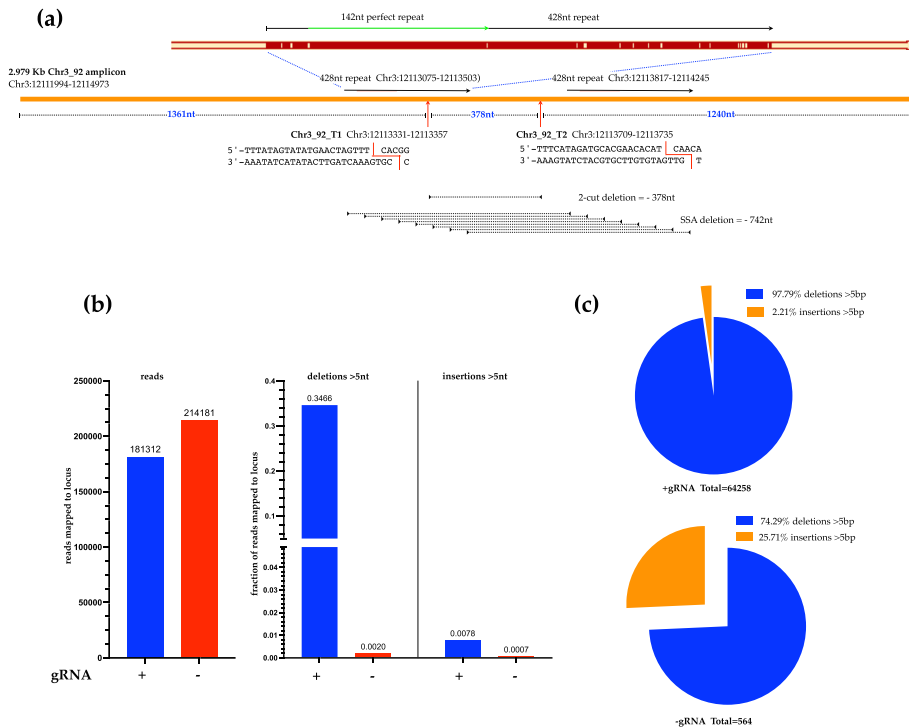 (a)
142nt perfect repeat
428nt repeat
2.979 Kb Chr3_92 amplicon
Chr3:12111994-12114973
428nt repeat Chr3:12113075-12113503)
428nt repeat Chr3:12113817-12114245
1361nt
378nt
1240nt
Chr3_92_T1 Chr3:12113331-12113357
5'-TTTATAGTATATGAACTAGTTT CACGG
3'-AAATATCATATACTTGATCAAAGTGC C
Chr3_92_T2 Chr3:12113709-12113735
5'-TTTCATAGATGCACGAACACAT CAACA
3'-AAAGTATCTACGTGCTTGTGTAGTTG T
2-cut deletion = - 378nt
SSA deletion = - 742nt
(b)
reads
reads mapped to locus
250000
200000
150000
100000
50000
0
181312
214181
gRNA
+
-
deletions >5nt
insertions >5nt
fraction of reads mapped to locus
0.4
0.3
0.2
0.1
0.04
0.03
0.02
0.01
0.00
0.3466
0.0020
0.0078
0.0007
+
-
+
-
(c)
97.79% deletions >5bp
2.21% insertions >5bp
+gRNA Total=64258
74.29% deletions >5bp
25.71% insertions >5bp
-gRNA Total=564